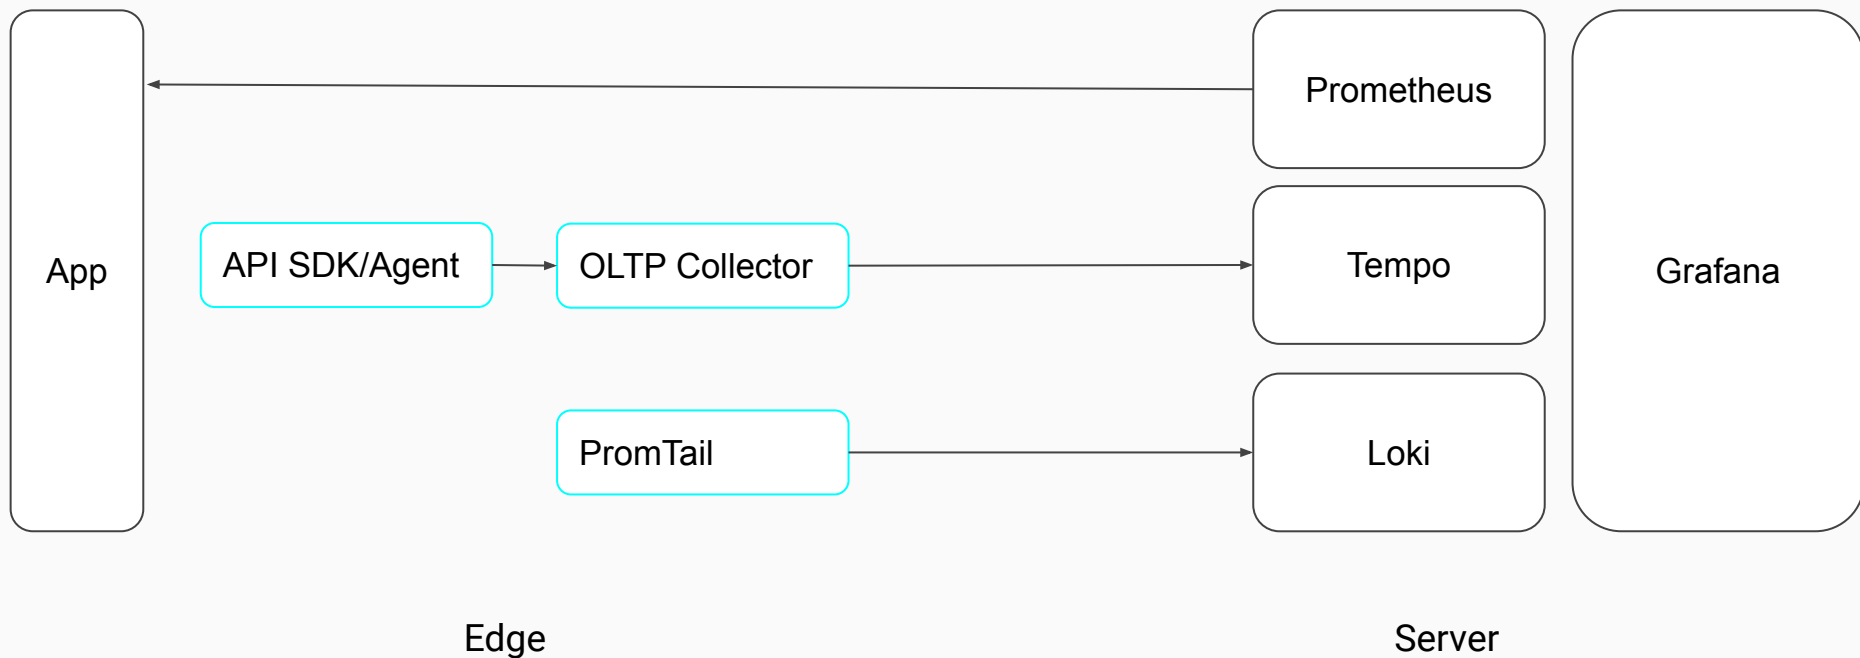 Prometheus
App
API SDK/Agent
OLTP Collector
Tempo
Grafana
PromTail
Loki
Edge
Server